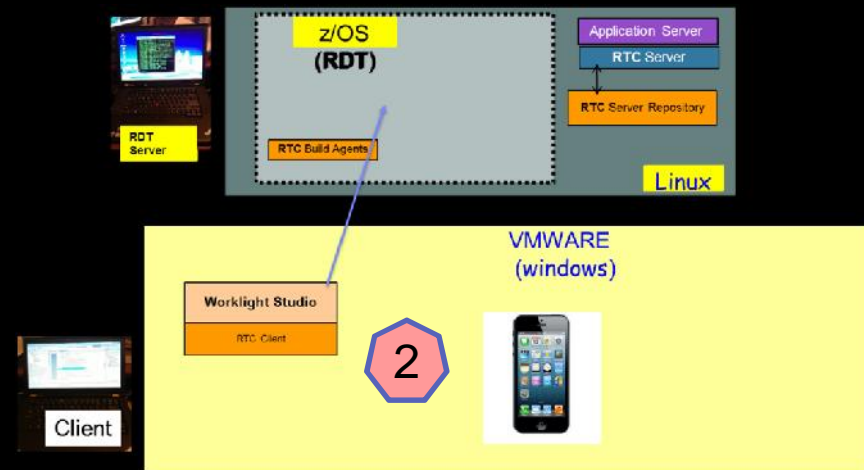 z/OS
(RDT)
Application Server
RTC Server
RTC Server Repository
RDT
Server
RTC Build Agents
Linux
VMWARE
(windows)
Worklight Studio
RTC Client
2
Client